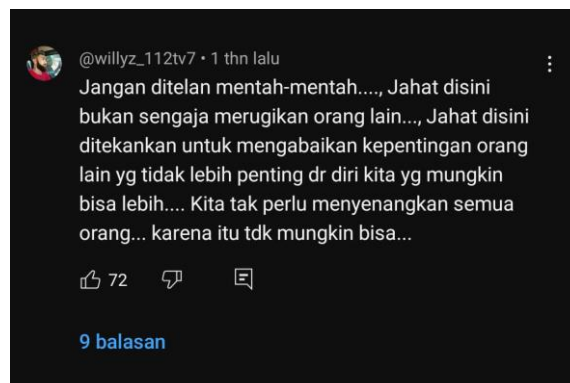 @willyz_112tv7 • 1 thn lalu
Jangan ditelan mentah-mentah...., Jahat disini
bukan sengaja merugikan orang lain..., Jahat disini
ditekankan untuk mengabaikan kepentingan orang
lain yg tidak lebih penting dr diri kita yg mungkin
bisa lebih.... Kita tak perlu menyenangkan semua
orang... karena itu tdk mungkin bisa...
72
9 balasan